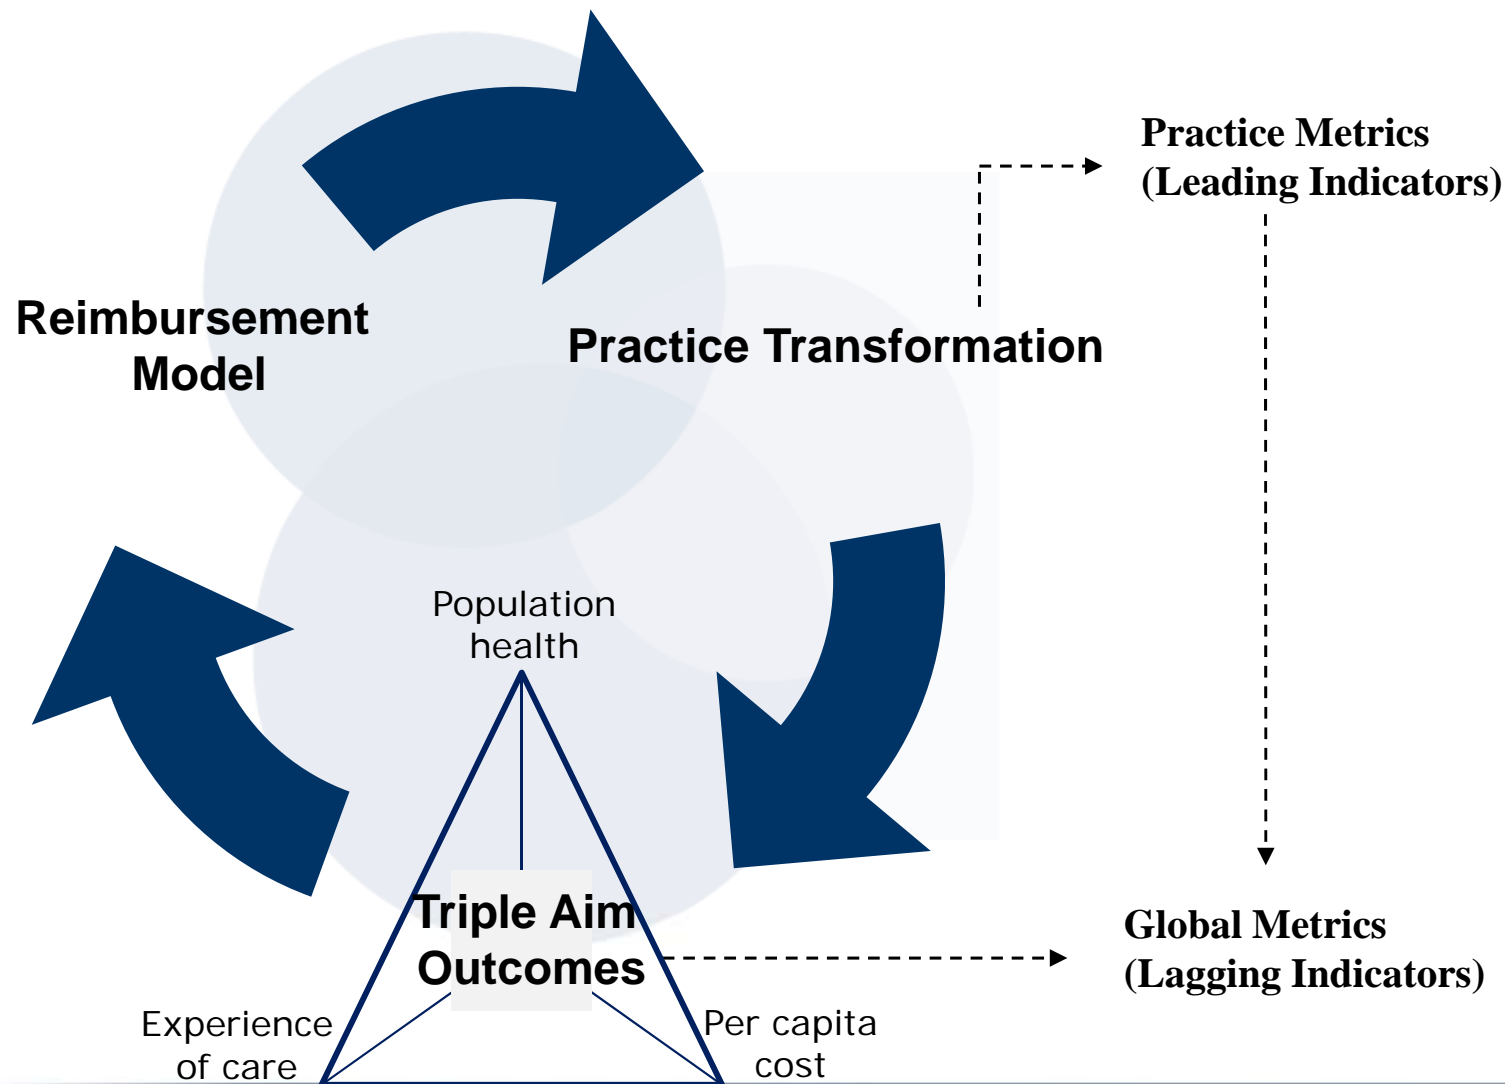 Practice Metrics
(Leading Indicators)
Reimbursement
Model
Practice Transformation
Population
health
Triple Aim
Outcomes
Global Metrics
(Lagging Indicators)
Experience
of care
Per capita
cost